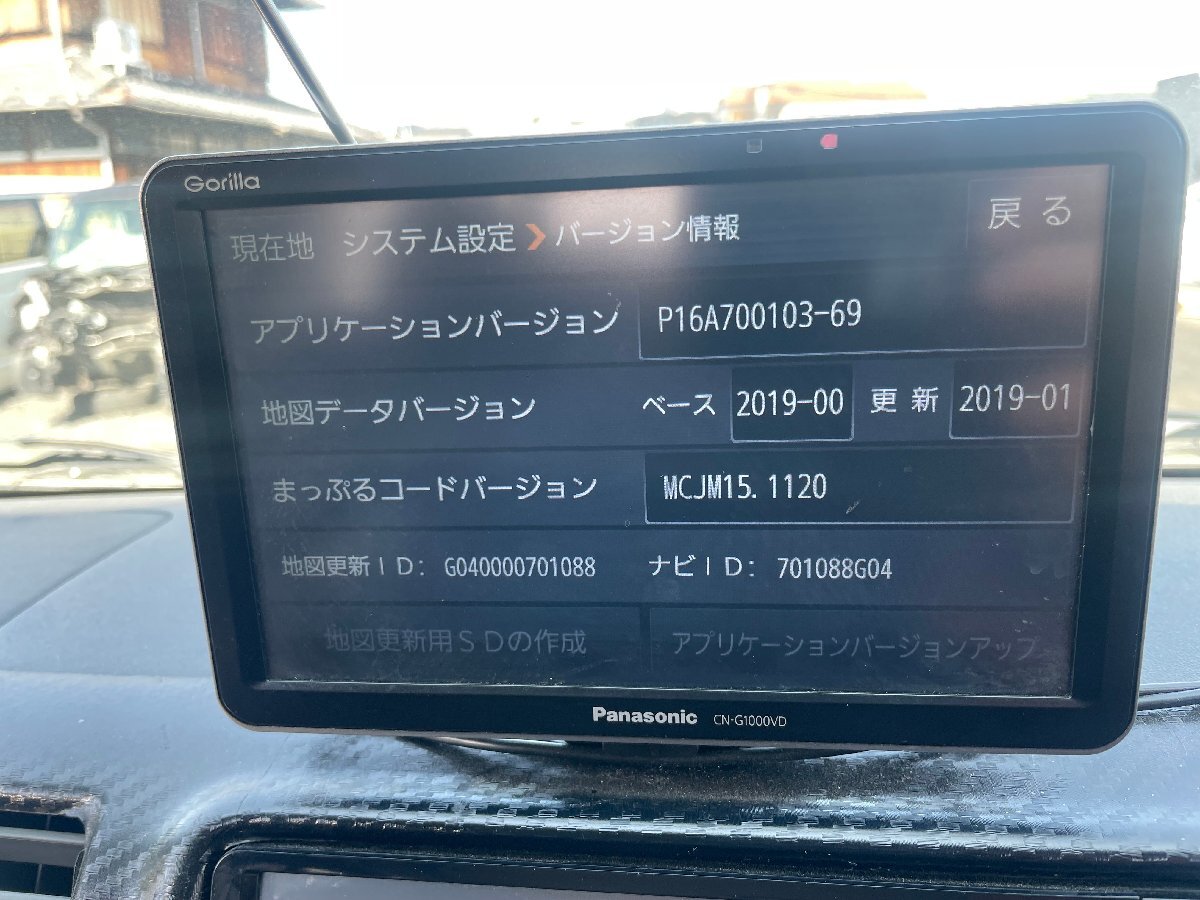 Gorilla
現在地 システム設定 バージョン情報 戻る
アプリケーションバージョン P16A700103-69
地図データバージョン ベース 2019-00 更新 2019-01
まっぷるコードバージョン MCJM15.1120
地図更新ID: G040000701088 ナビID: 701088G04
地図更新用SDの作成 アプリケーションバージョンアップ
Panasonic CN-G1000VD